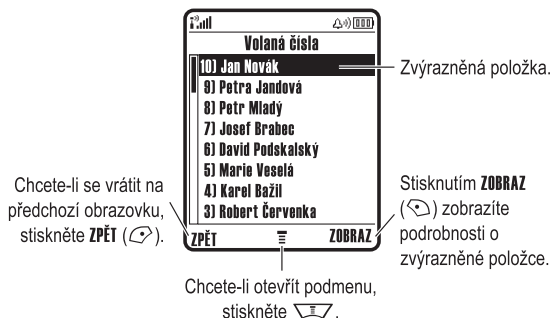 Volaná čísla
10) Jan Novák
9) Petra Jandová
8) Petr Mladý
7) Josef Brabec
6) David Podskalský
5) Marie Veselá
4) Karel Bažil
3) Robert Červenka
ZPĚT
ZOBRAZ
Zvýrazněná položka.
Chcete-li se vrátit na
předchozí obrazovku,
stiskněte ZPĚT ( ).
Stisknutím ZOBRAZ
( ) zobrazíte
podrobnosti o
zvýrazněné položce.
Chcete-li otevřít podmenu,
stiskněte .